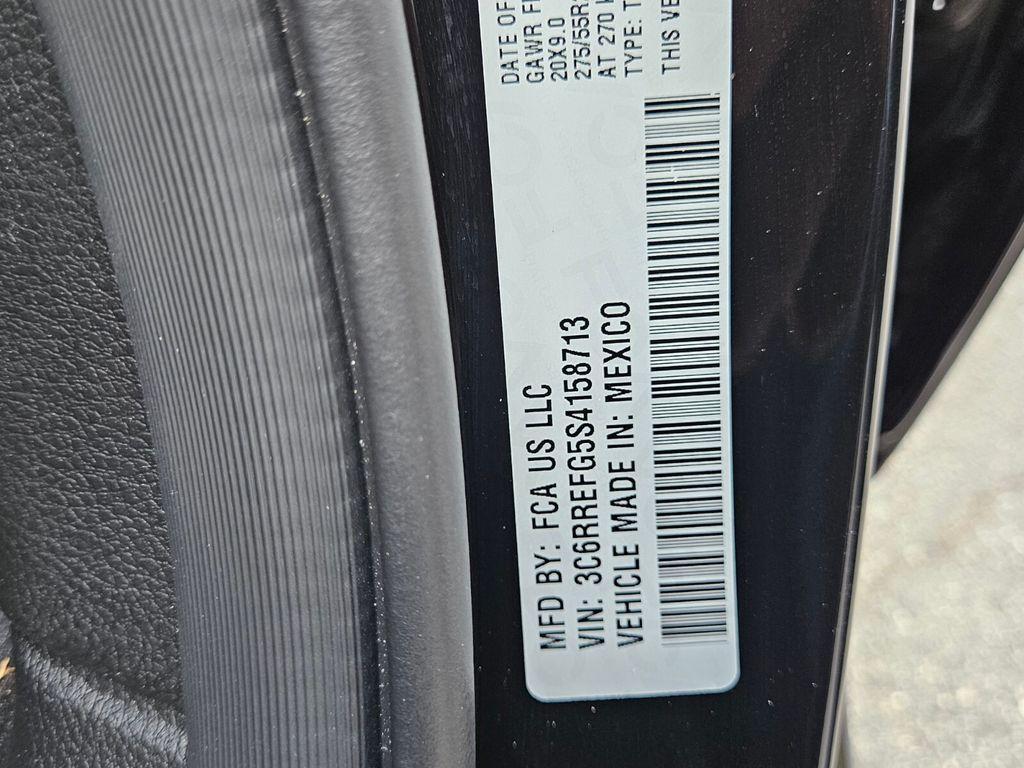 MFD BY: FCA US LLC
VIN: 3C6RREFG5S4158713
VEHICLE MADE IN: MEXICO
DATE OF
GAWR
20X9.0
275/55R
AT 270
TYPE: T
THIS VE